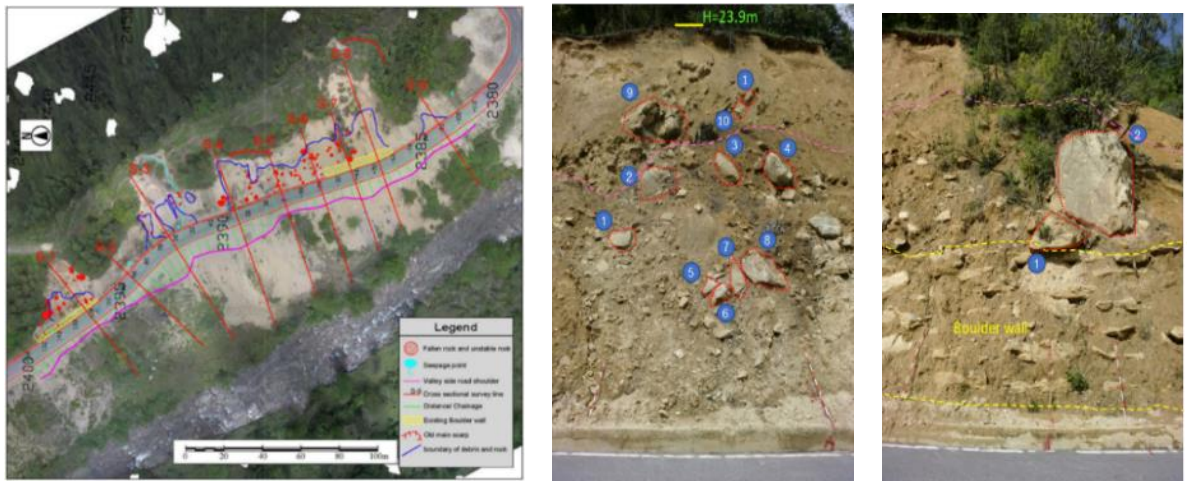 2380
2385
2390
2395
2400
N
Legend
Fallen rock and unstable rock
Seepage point
Valley side road shoulder
Cross sectional survey line
Distance/ Chainage
Existing Boulder wall
Old main scarp
boundary of debris and rock
0 20 40 60 80 100m
H=23.9m
9
1
10
3
4
2
1
7
8
5
6
2
1
Boulder wall